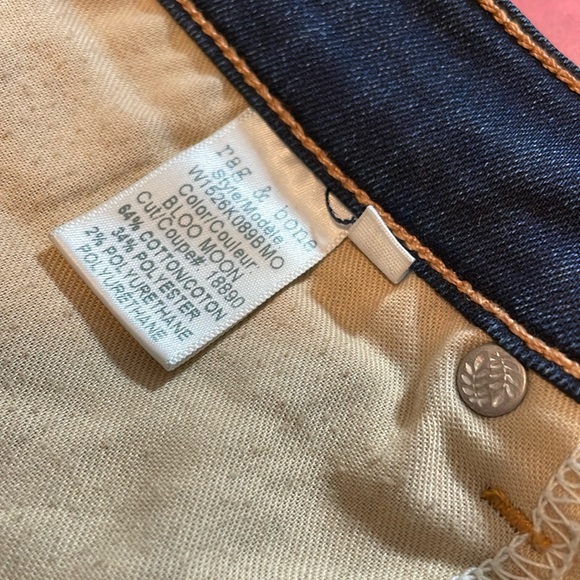 rag & bone
Style/Modèle:
W1526K089BMO
Color/Couleur:
BLOO MOON
Cut/Coupe# 18890
64% COTTON/COTON
34% POLYESTER
2% POLYURETHANE
POLYURÉTHANE